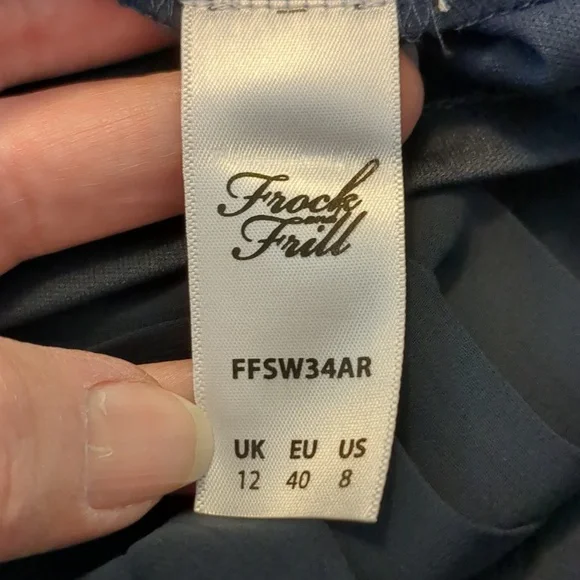 Frock
and
Frill
FFSW34AR
UK EU US
12 40 8